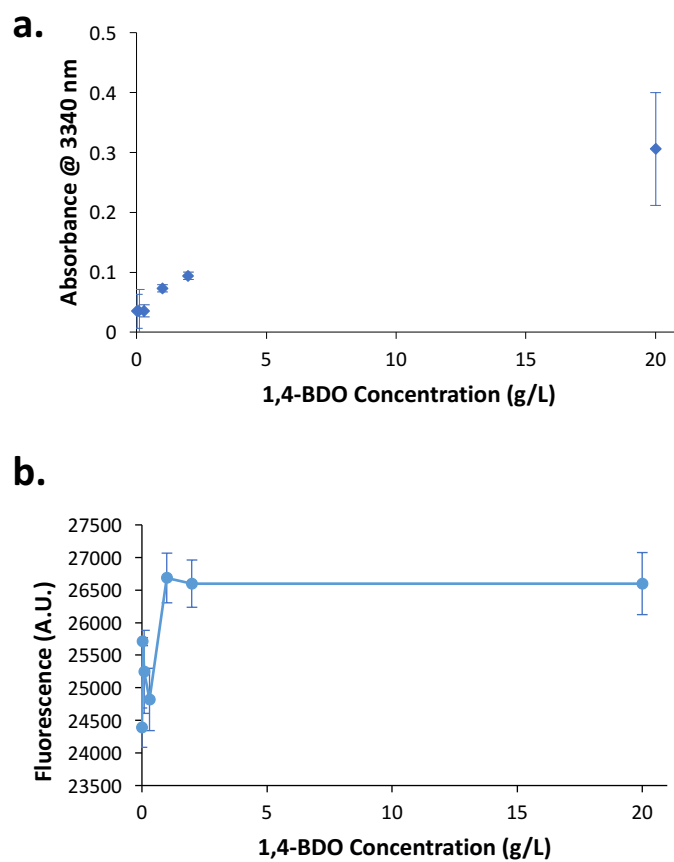 a.
0.5
0.4
0.3
0.2
0.1
0
Absorbance @ 3340 nm
0 5 10 15 20
1,4-BDO Concentration (g/L)
b.
27500
27000
26500
26000
25500
25000
24500
24000
23500
Fluorescence (A.U.)
0 5 10 15 20
1,4-BDO Concentration (g/L)